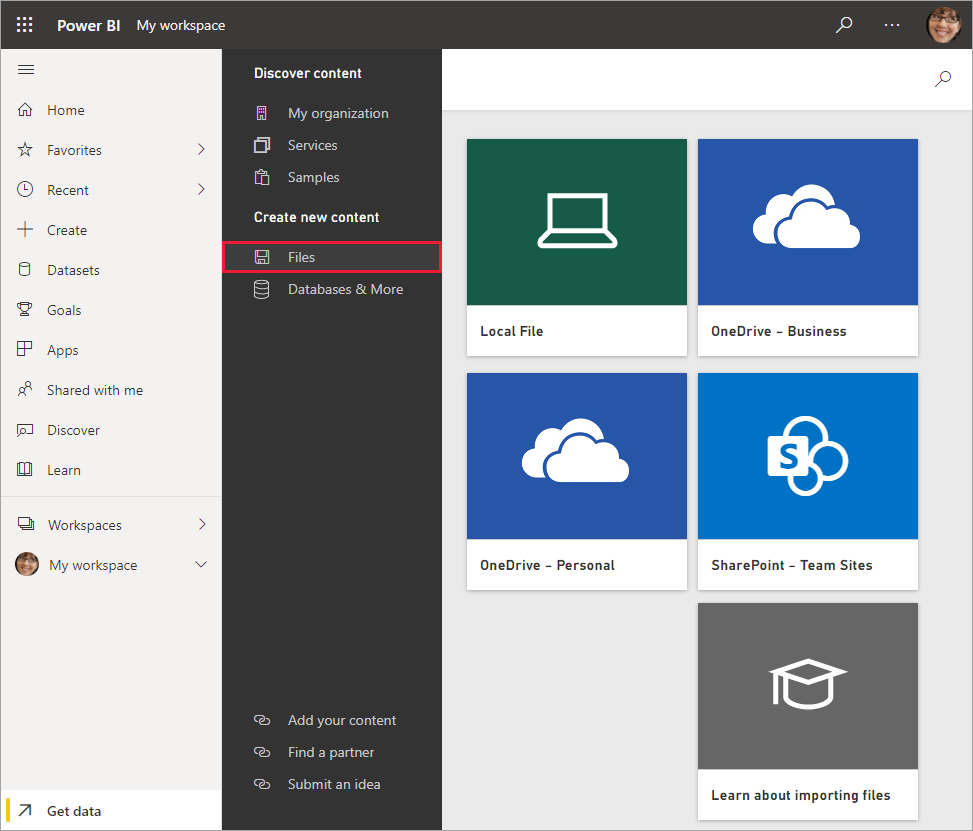 Power BI My workspace
Home
Favorites
Recent
Create
Datasets
Goals
Apps
Shared with me
Discover
Learn
Workspaces
My workspace
Get data
Discover content
My organization
Services
Samples
Create new content
Files
Databases & More
Add your content
Find a partner
Submit an idea
Local File
OneDrive – Business
OneDrive – Personal
S
SharePoint – Team Sites
Learn about importing files